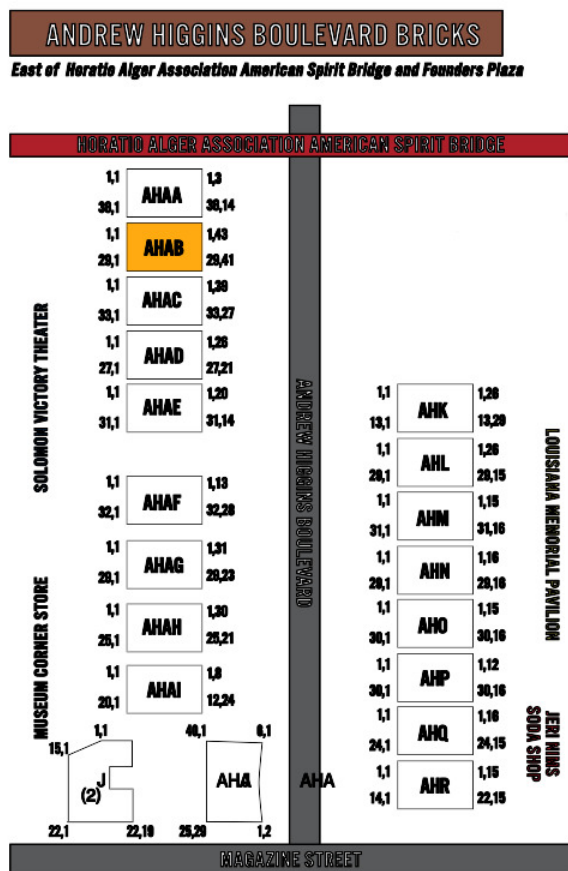 ANDREW HIGGINS BOULEVARD BRICKS
East of Horatio Alger Association American Spirit Bridge and Founders Plaza
HORATIO ALGER ASSOCIATION AMERICAN SPIRIT BRIDGE
1,1 AHAA 1,3
38,1 38,14
1,1 AHAB 1,43
29,1 29,41
1,1 AHAC 1,39
33,1 33,27
1,1 AHAD 1,26
27,1 27,21
1,1 AHAE 1,20
31,1 31,14
SOLOMON VICTORY THEATER
1,1 AHAF 1,13
32,1 32,28
1,1 AHAG 1,31
29,1 29,23
1,1 AHAH 1,30
25,1 25,21
1,1 AHAI 1,8
20,1 12,24
MUSEUM CORNER STORE
1,1
15,1
J
(2)
22,1 22,19
40,1 6,1
AHA
25,29 1,2
ANDREW HIGGINS BOULEVARD
AHA
1,1 AHK 1,26
13,1 13,29
1,1 AHL 1,26
29,1 29,15
1,1 AHM 1,15
31,1 31,16
1,1 AHN 1,16
29,1 29,16
1,1 AHO 1,15
30,1 30,16
1,1 AHP 1,12
30,1 30,16
1,1 AHQ 1,16
24,1 24,15
1,1 AHR 1,15
14,1 22,15
LOUISIANA MEMORIAL PAVILION
JERI NIMS
SODA SHOP
MAGAZINE STREET